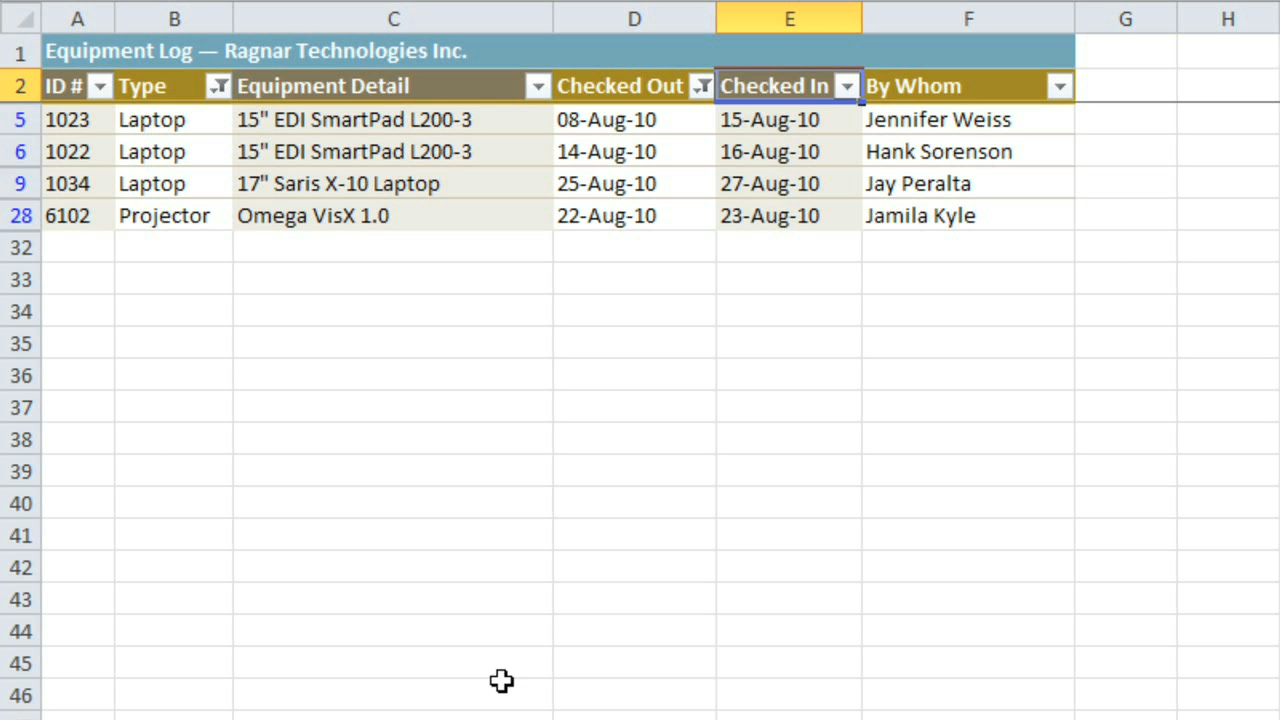 A B C D E F G H
1 Equipment Log — Ragnar Technologies Inc.
2 ID # Type Equipment Detail Checked Out Checked In By Whom
5 1023 Laptop 15" EDI SmartPad L200-3 08-Aug-10 15-Aug-10 Jennifer Weiss
6 1022 Laptop 15" EDI SmartPad L200-3 14-Aug-10 16-Aug-10 Hank Sorenson
9 1034 Laptop 17" Saris X-10 Laptop 25-Aug-10 27-Aug-10 Jay Peralta
28 6102 Projector Omega VisX 1.0 22-Aug-10 23-Aug-10 Jamila Kyle
32
33
34
35
36
37
38
39
40
41
42
43
44
45
46